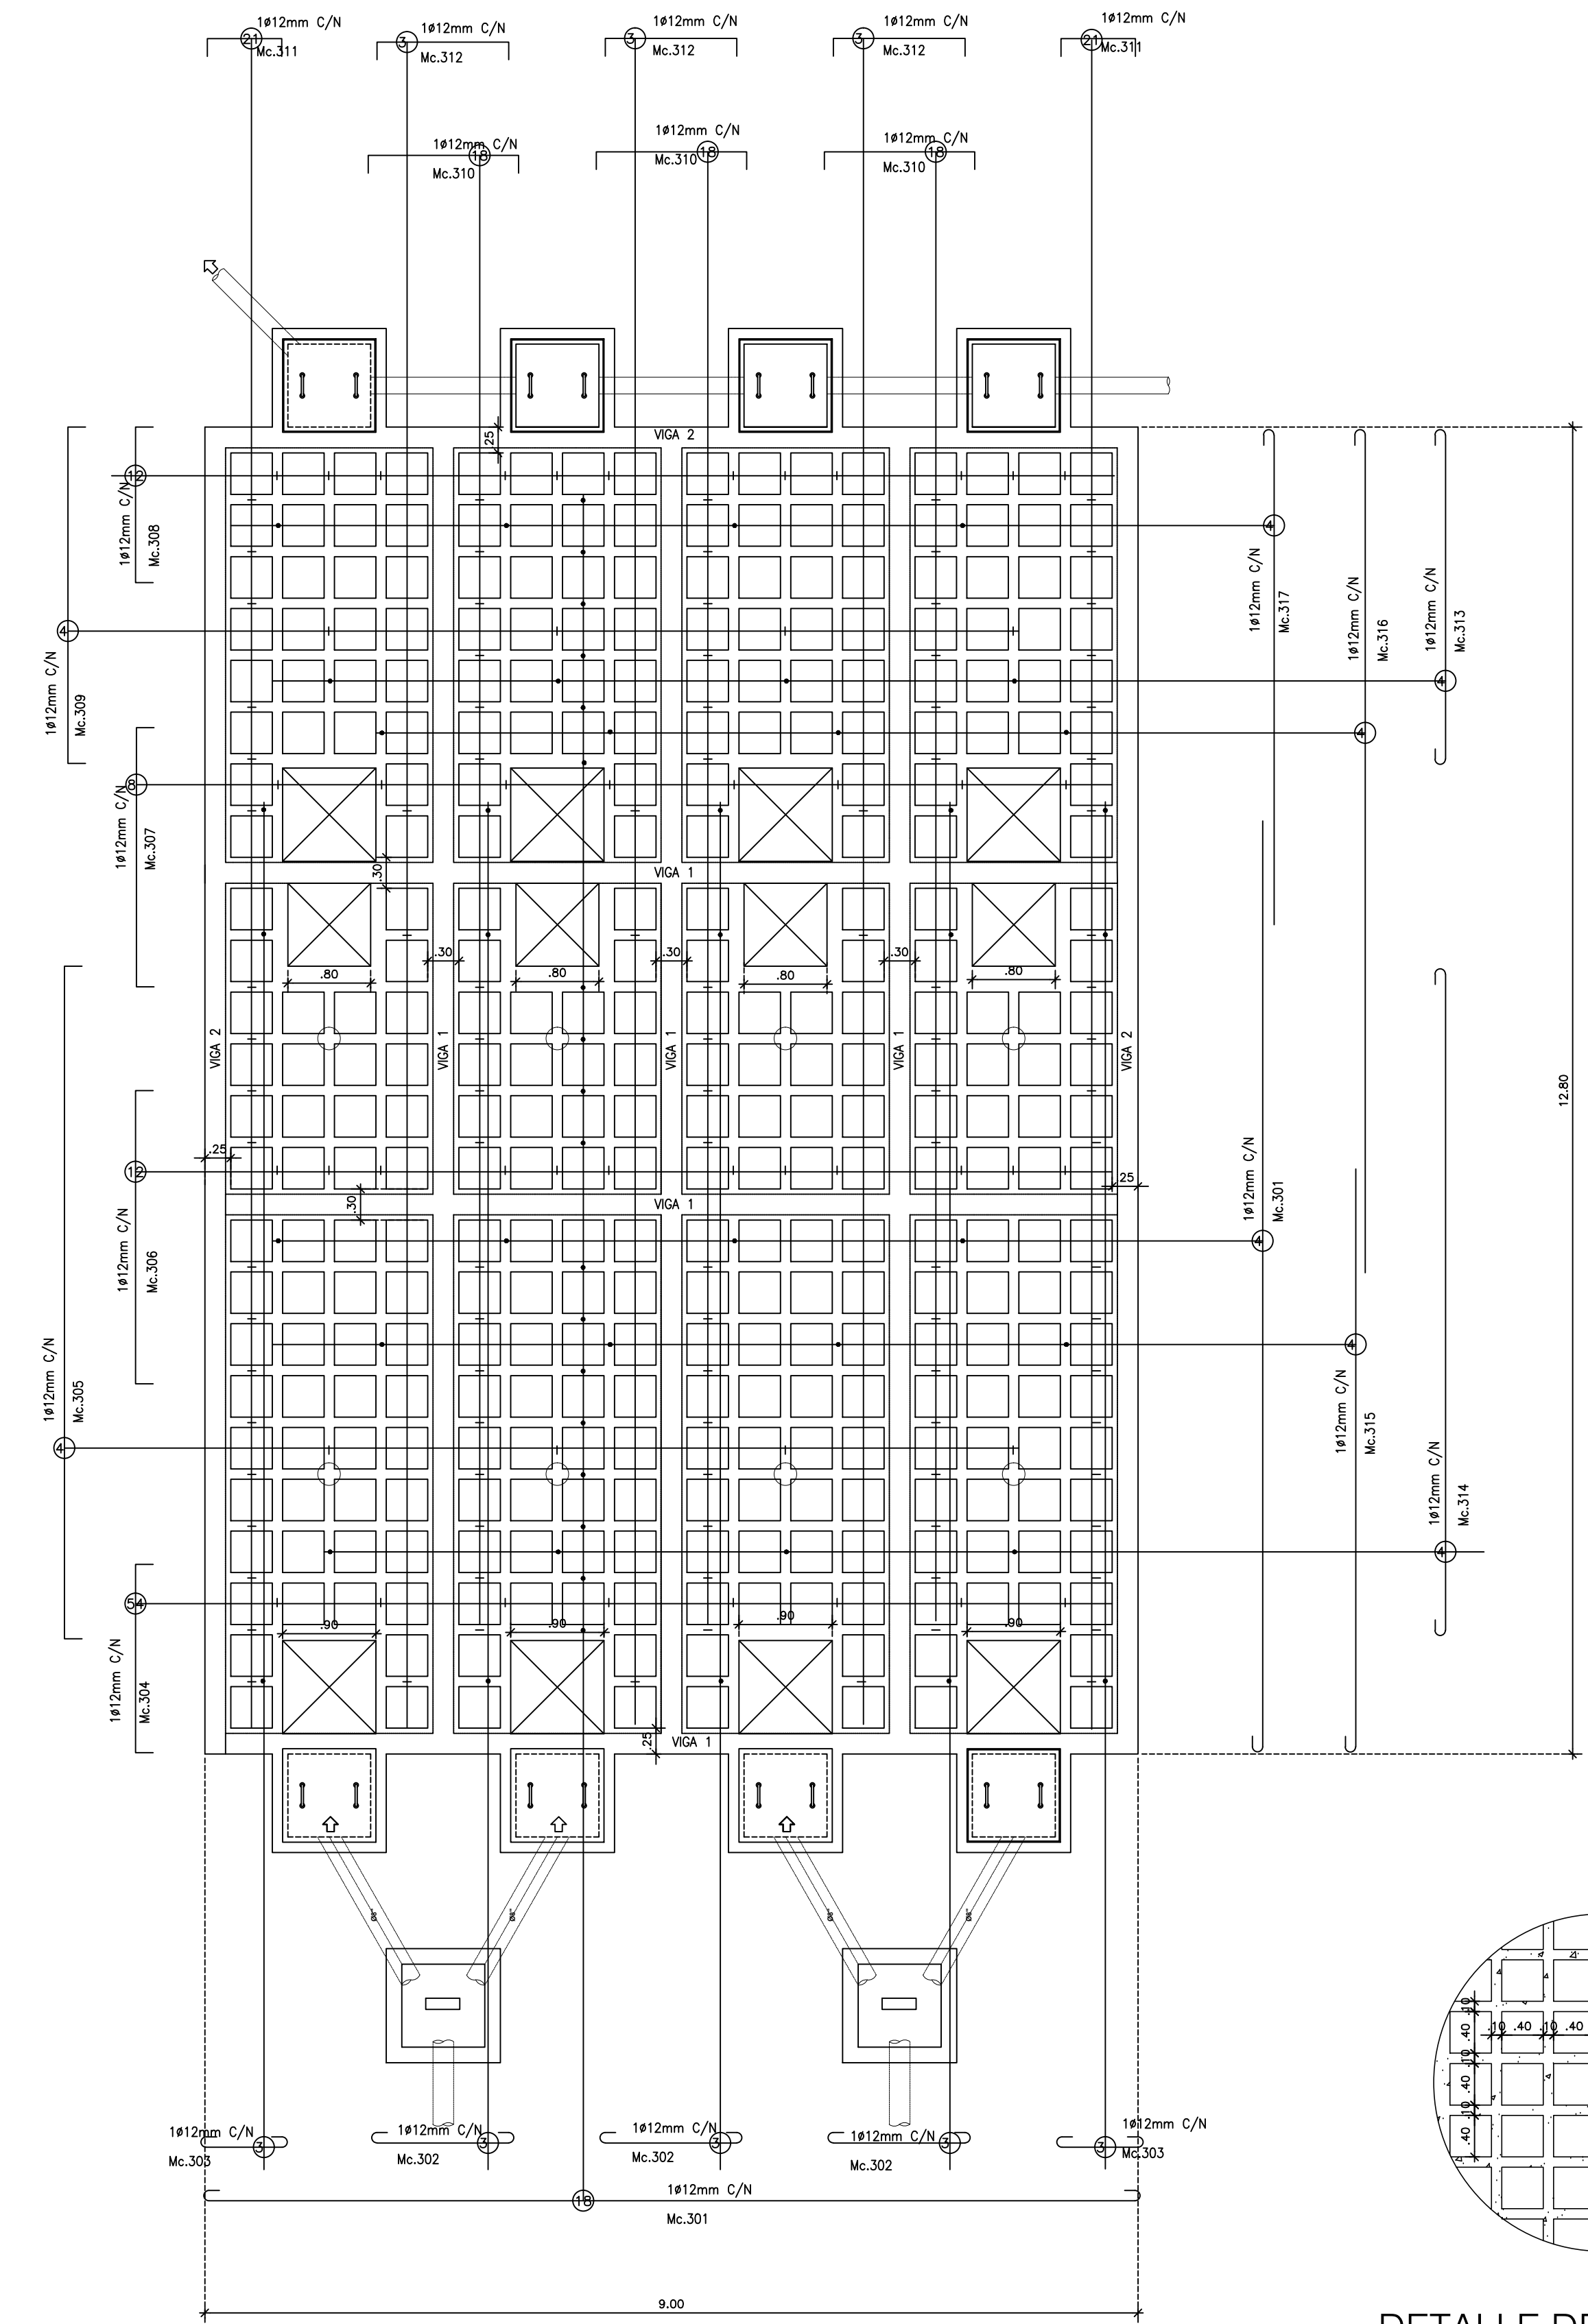 1ø12mm C/N
21
Mc.311
1ø12mm C/N
3
Mc.312
1ø12mm C/N
3
Mc.312
1ø12mm C/N
3
Mc.312
1ø12mm C/N
21
Mc.311
1ø12mm C/N
18
Mc.310
1ø12mm C/N
18
Mc.310
1ø12mm C/N
18
Mc.310
VIGA 2
.25
12
1ø12mm C/N
Mc.308
4
1ø12mm C/N
Mc.317
4
1ø12mm C/N
Mc.309
1ø12mm C/N
Mc.316
4
1ø12mm C/N
Mc.313
4
8
1ø12mm C/N
Mc.307
VIGA 1
.30
.30
.30
.30
.80
.80
.80
.80
VIGA 2
VIGA 1
VIGA 1
VIGA 1
VIGA 2
12.80
.25
12
.25
.30
VIGA 1
1ø12mm C/N
Mc.306
1ø12mm C/N
Mc.301
4
4
1ø12mm C/N
Mc.305
4
1ø12mm C/N
Mc.315
1ø12mm C/N
Mc.314
4
54
1ø12mm C/N
Mc.304
.90
.90
.90
.90
.25
VIGA 1
Ø8"
Ø8"
Ø8"
Ø8"
.10
.40
.10
.40
.10
.40
.10
.40
.10
.40
1ø12mm C/N
3
Mc.303
1ø12mm C/N
3
Mc.302
1ø12mm C/N
3
Mc.302
1ø12mm C/N
3
Mc.302
1ø12mm C/N
3
Mc.303
18
1ø12mm C/N
Mc.301
9.00
DETALLE DE